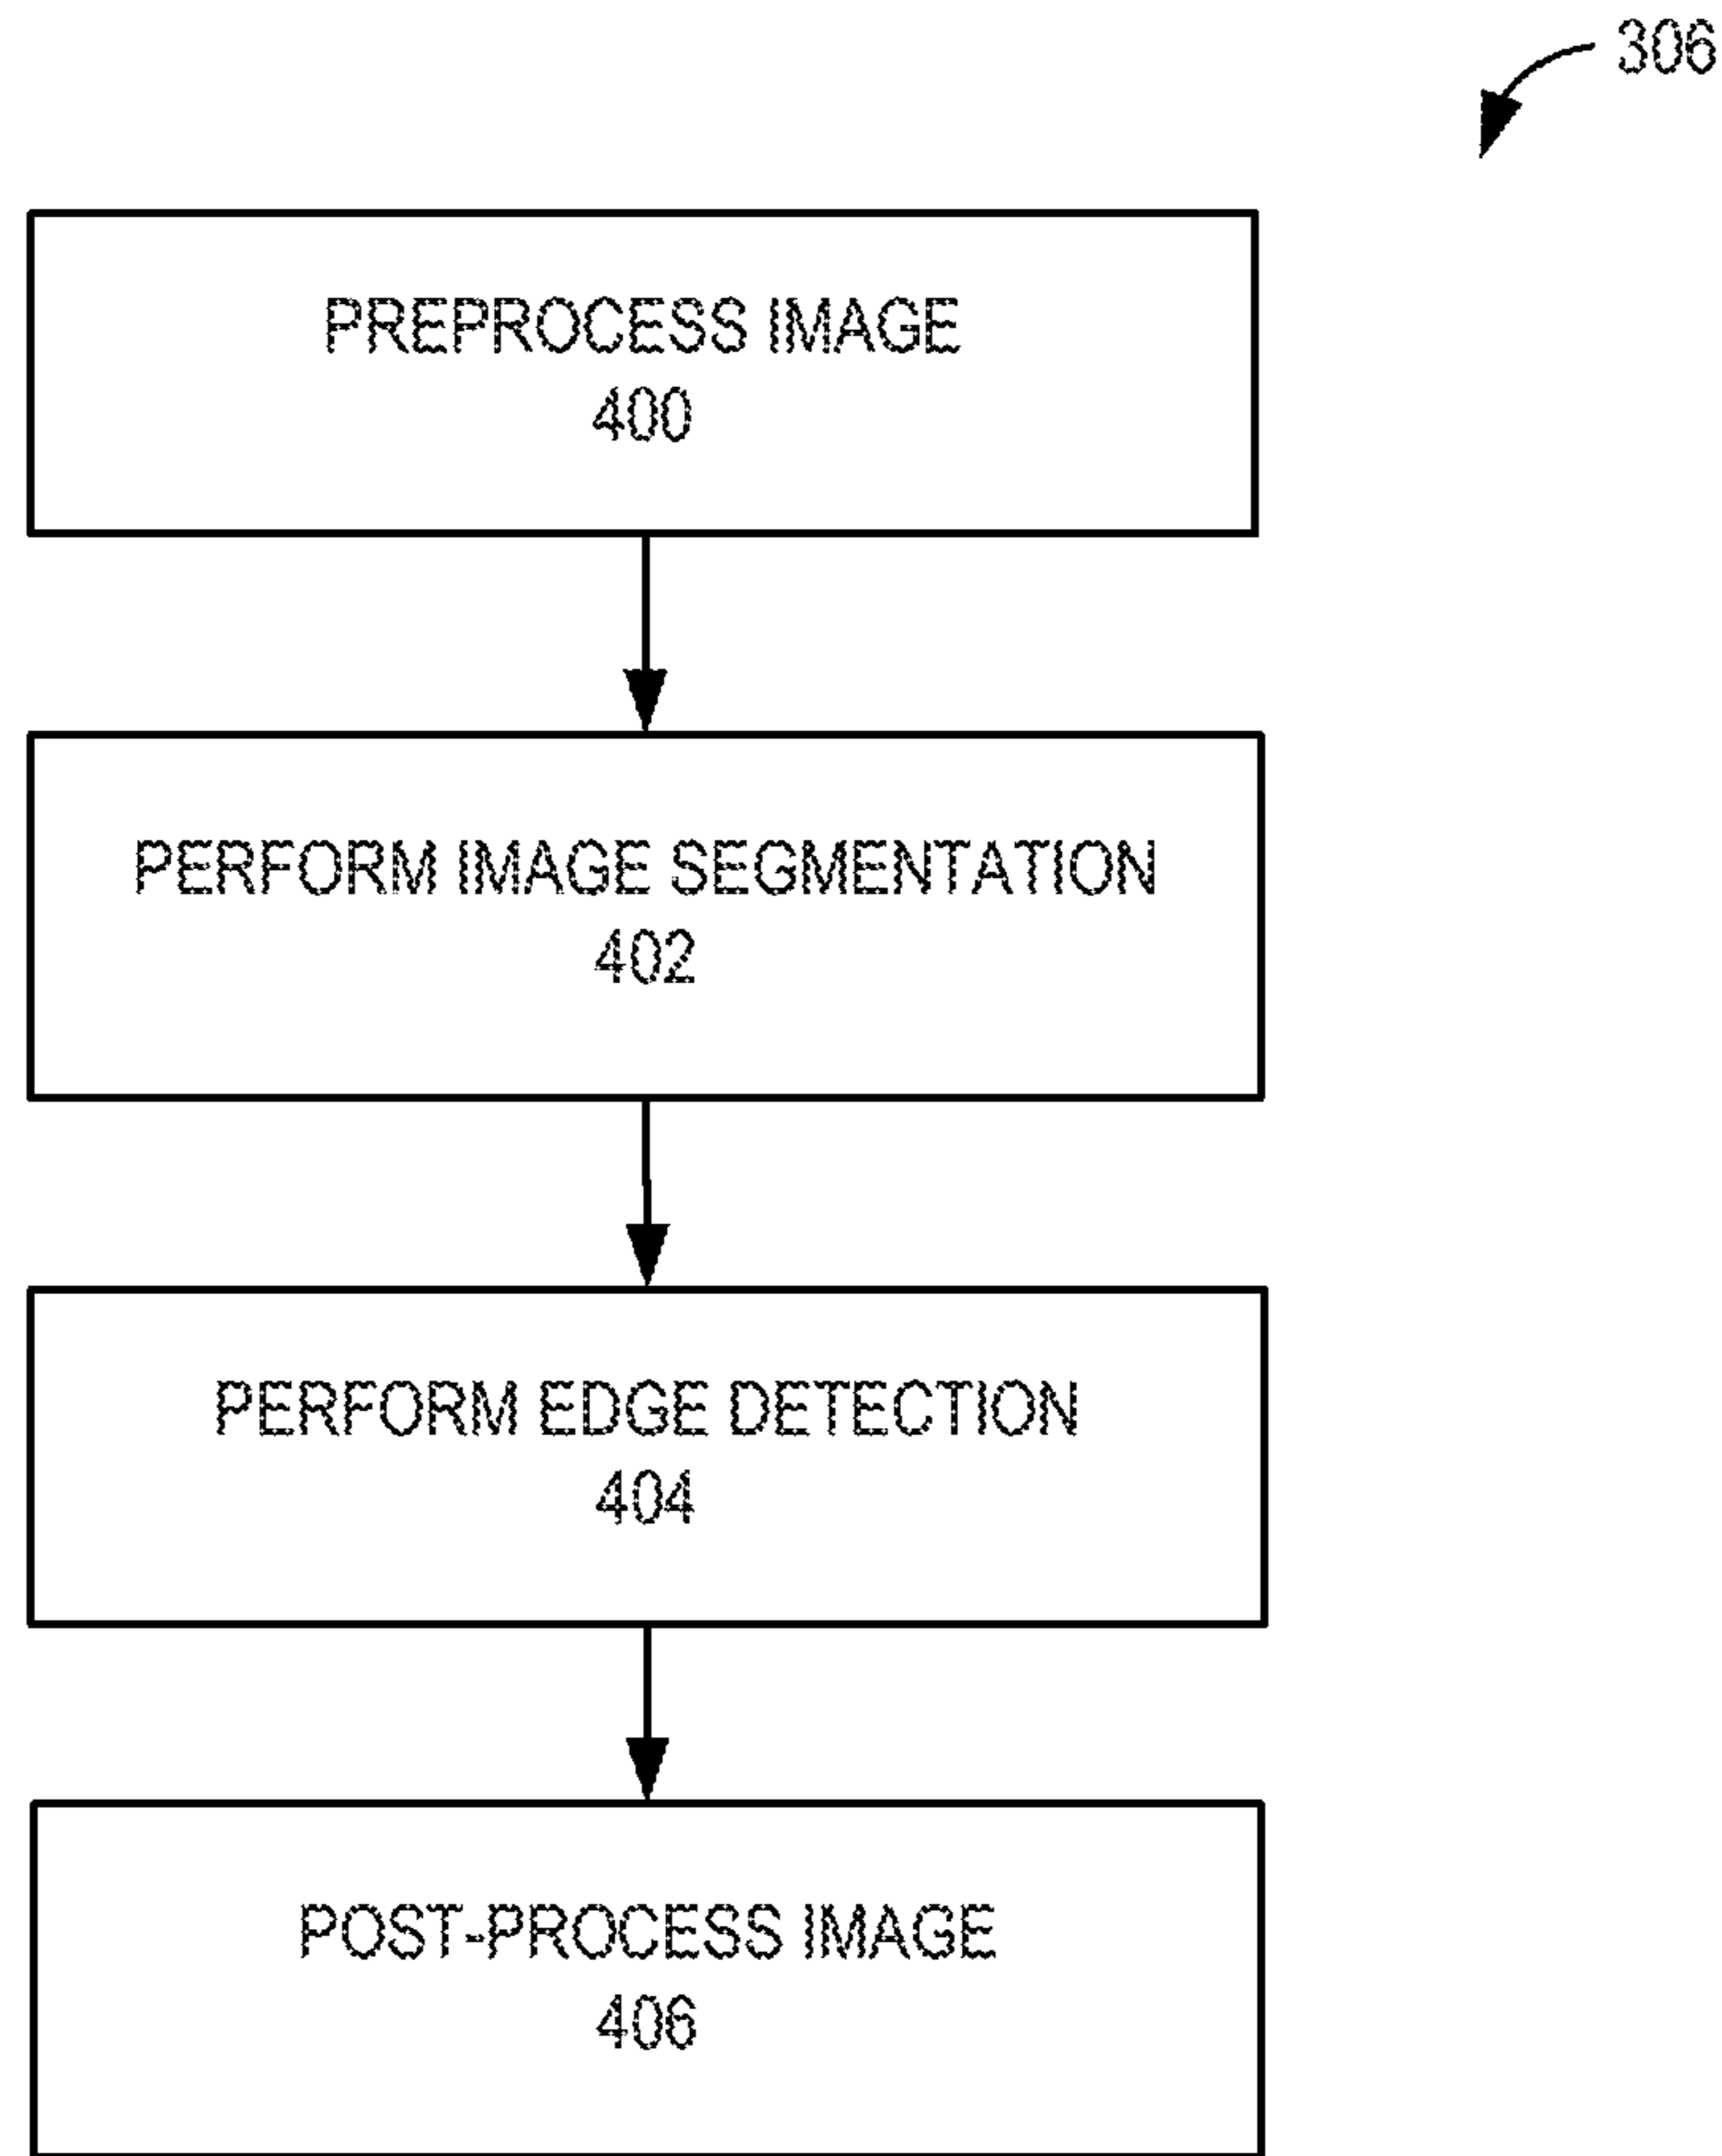 306
PREPROCESS IMAGE
400
PERFORM IMAGE SEGMENTATION
402
PERFORM EDGE DETECTION
404
POST-PROCESS IMAGE
406